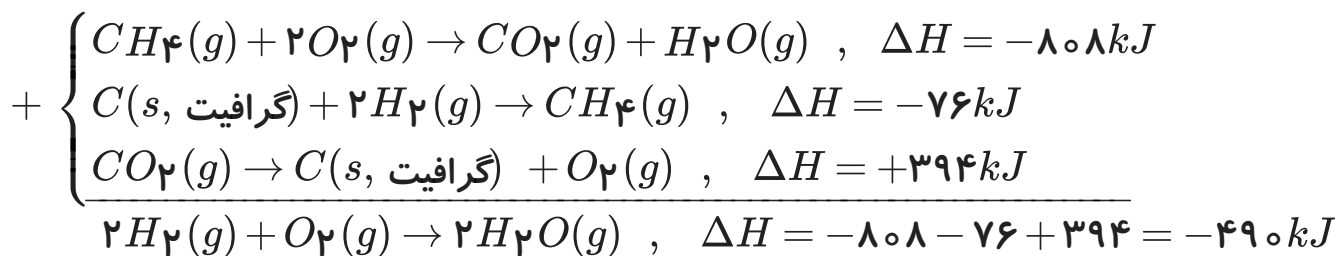 CH۴(g) + ۲O۲(g) → CO۲(g) + H۲O(g) , ΔH = −۸۰۸kJ
+ C(s, گرافیت) + ۲H۲(g) → CH۴(g) , ΔH = −۷۶kJ
CO۲(g) → C(s, گرافیت) + O۲(g) , ΔH = +۳۹۴kJ
۲H۲(g) + O۲(g) → ۲H۲O(g) , ΔH = −۸۰۸ − ۷۶ + ۳۹۴ = −۴۹۰kJ